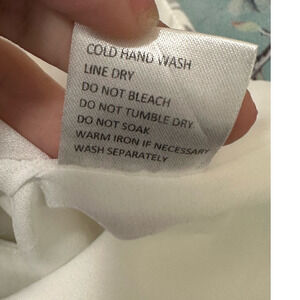 COLD HAND WASH
LINE DRY
DO NOT BLEACH
DO NOT TUMBLE DRY
DO NOT SOAK
WARM IRON IF NECESSARY
WASH SEPARATELY